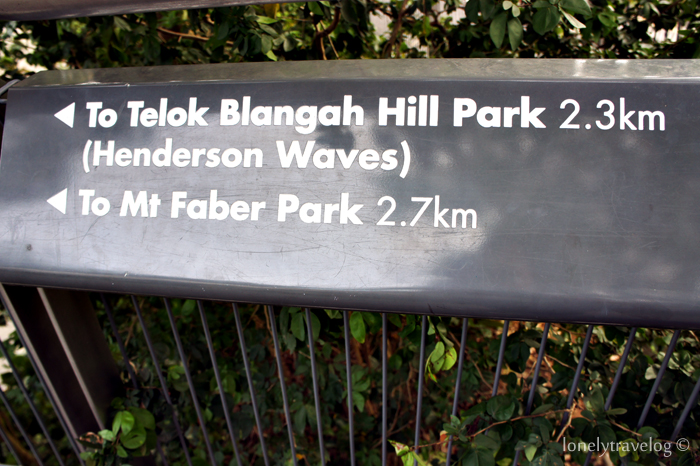 ◄ To Telok Blangah Hill Park 2.3km
(Henderson Waves)
◄ To Mt Faber Park 2.7km
lonelytravelog ©